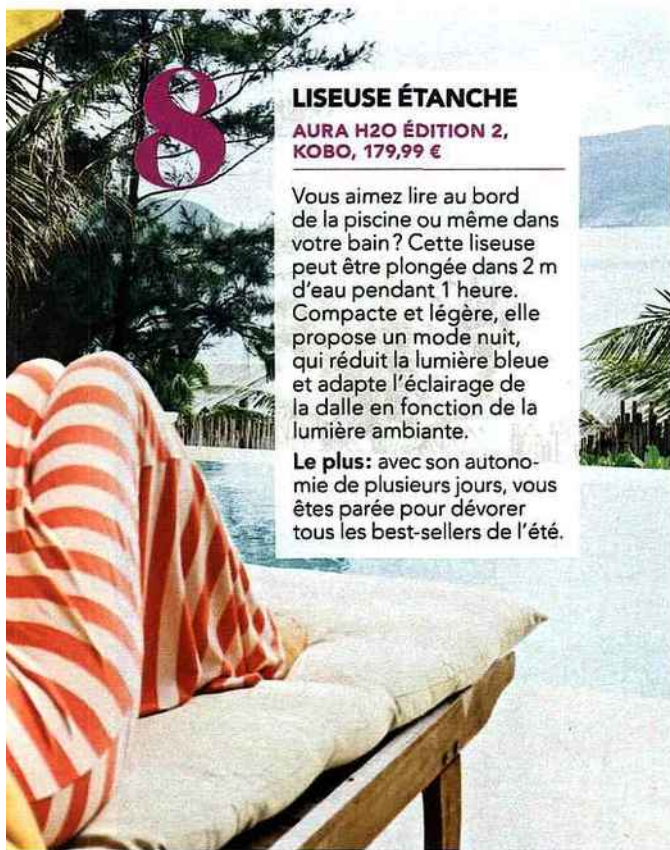 8
LISEUSE ÉTANCHE
AURA H2O ÉDITION 2,
KOBO, 179,99 €
Vous aimez lire au bord
de la piscine ou même dans
votre bain ? Cette liseuse
peut être plongée dans 2 m
d’eau pendant 1 heure.
Compacte et légère, elle
propose un mode nuit,
qui réduit la lumière bleue
et adapte l’éclairage de
la dalle en fonction de la
lumière ambiante.
Le plus: avec son autono-
mie de plusieurs jours, vous
êtes parée pour dévorer
tous les best-sellers de l’été.